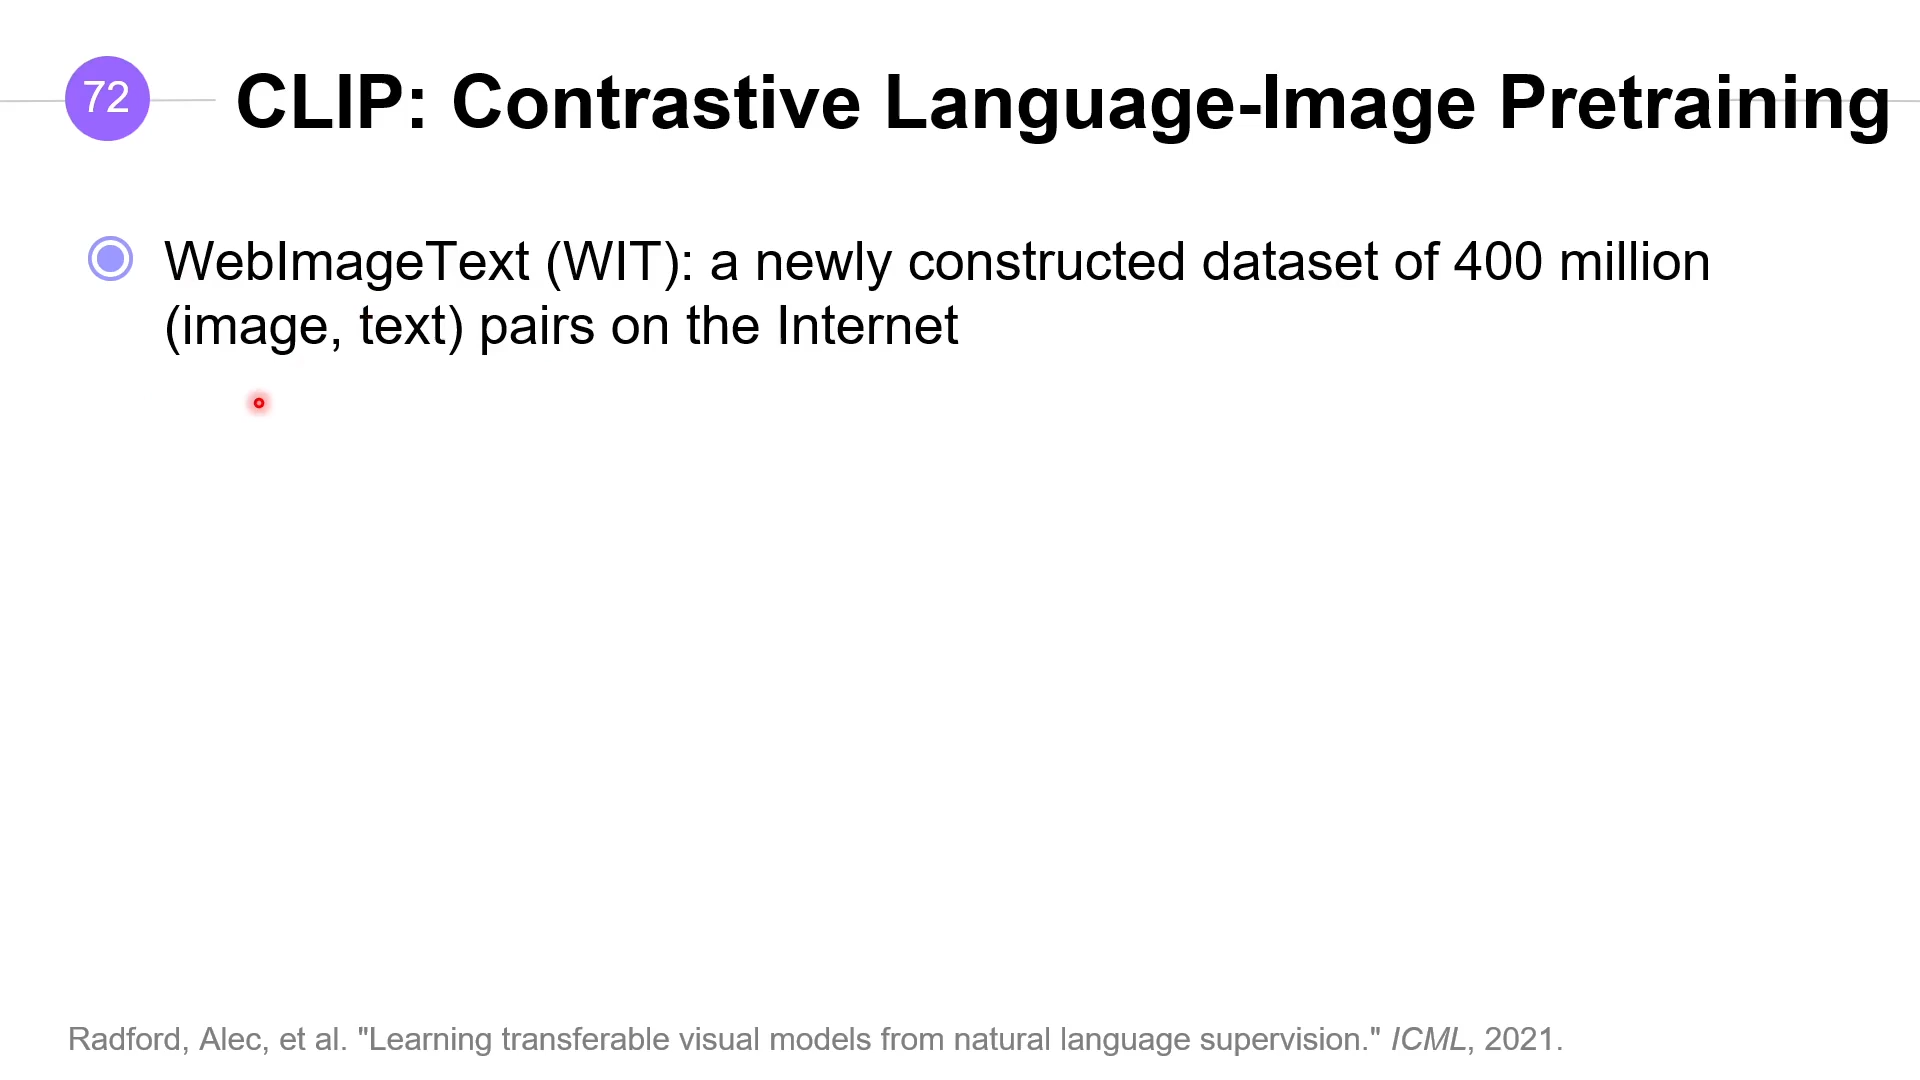 72
CLIP: Contrastive Language-Image Pretraining
WebImageText (WIT): a newly constructed dataset of 400 million
(image, text) pairs on the Internet
Radford, Alec, et al. "Learning transferable visual models from natural language supervision." ICML, 2021.